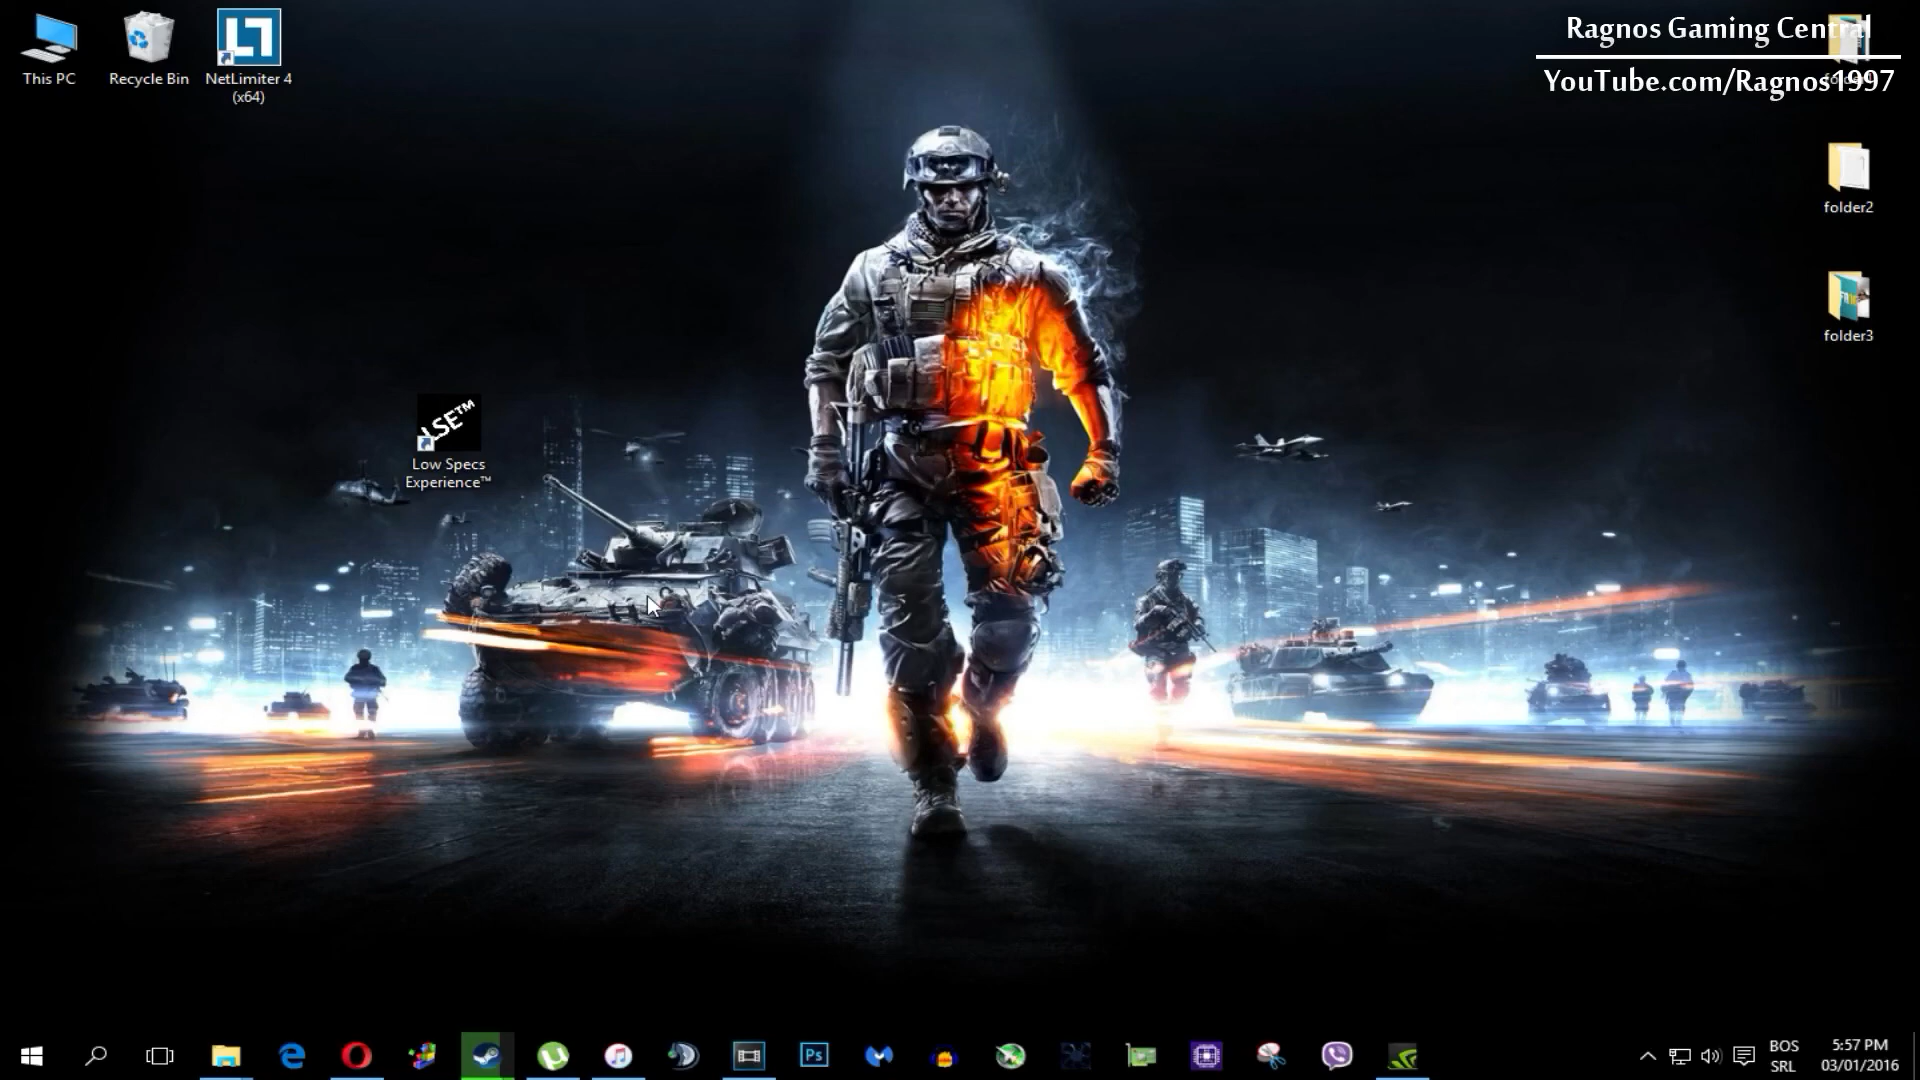 This PC
Recycle Bin
NetLimiter 4
(x64)
Ragnos Gaming Central
YouTube.com/Ragnos1997
folder2
folder3
LSE™
Low Specs
Experience™
Ps
BOS
SRL
5:57 PM
03/01/2016